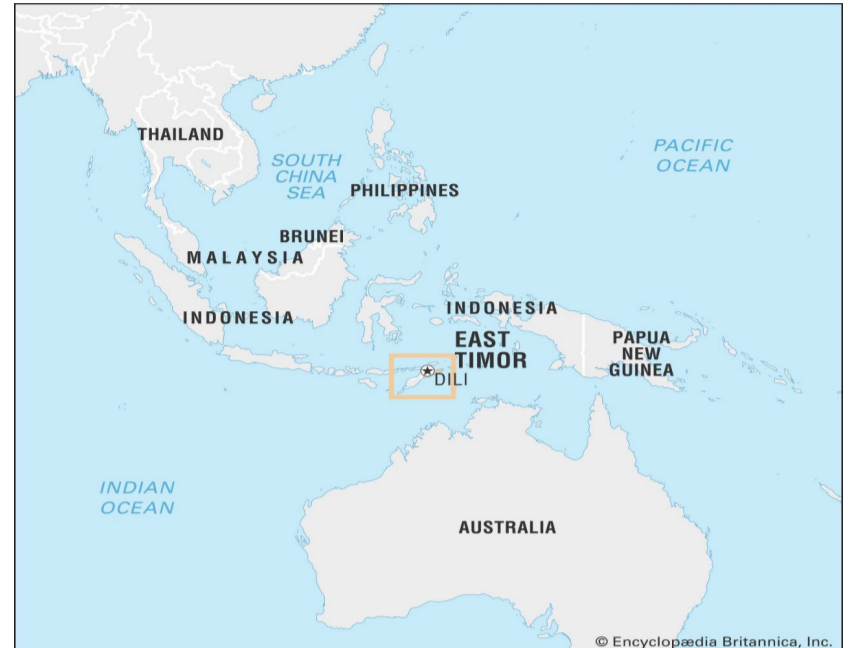 THAILAND
PACIFIC
OCEAN
SOUTH
CHINA
SEA
PHILIPPINES
BRUNEI
MALAYSIA
INDONESIA
INDONESIA
EAST
TIMOR
DILI
PAPUA
NEW
GUINEA
INDIAN
OCEAN
AUSTRALIA
© Encyclopædia Britannica, Inc.